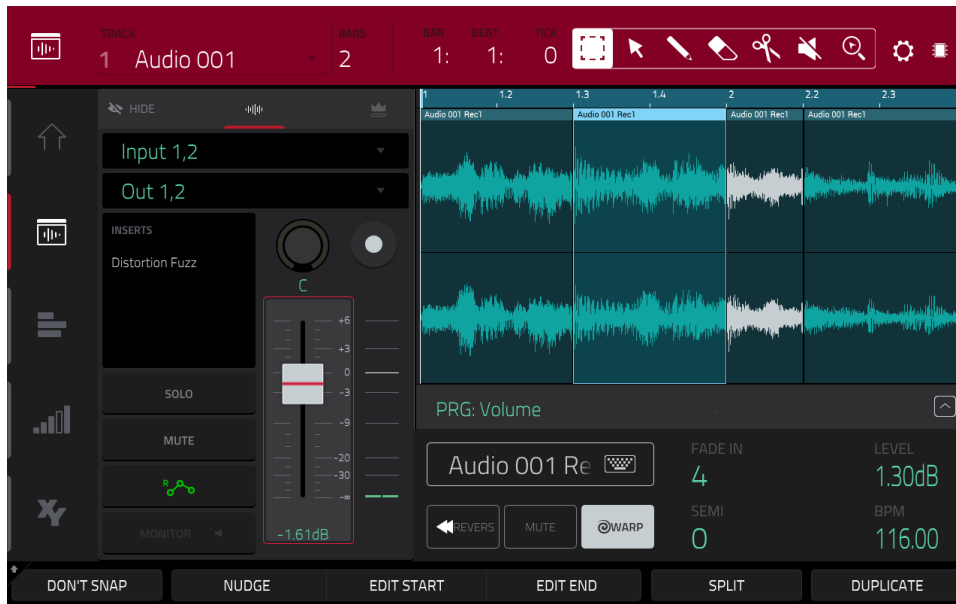 TRACK BARS BAR BEAT TICK
1 Audio 001 2 1: 1: 0
HIDE
1 1.2 1.3 1.4 2 2.2 2.3
Audio 001 Rec1 Audio 001 Rec1 Audio 001 Rec1 Audio 001 Rec1
Input 1,2
Out 1,2
INSERTS
Distortion Fuzz
C
+6
+3
0
-3
-9
-20
-30
-∞
-1.61dB
SOLO
MUTE
R
MONITOR
XY
PRG: Volume
Audio 001 Re
FADE IN LEVEL
4 1.30dB
REVERS MUTE WARP
SEMI BPM
0 116.00
DON'T SNAP NUDGE EDIT START EDIT END SPLIT DUPLICATE